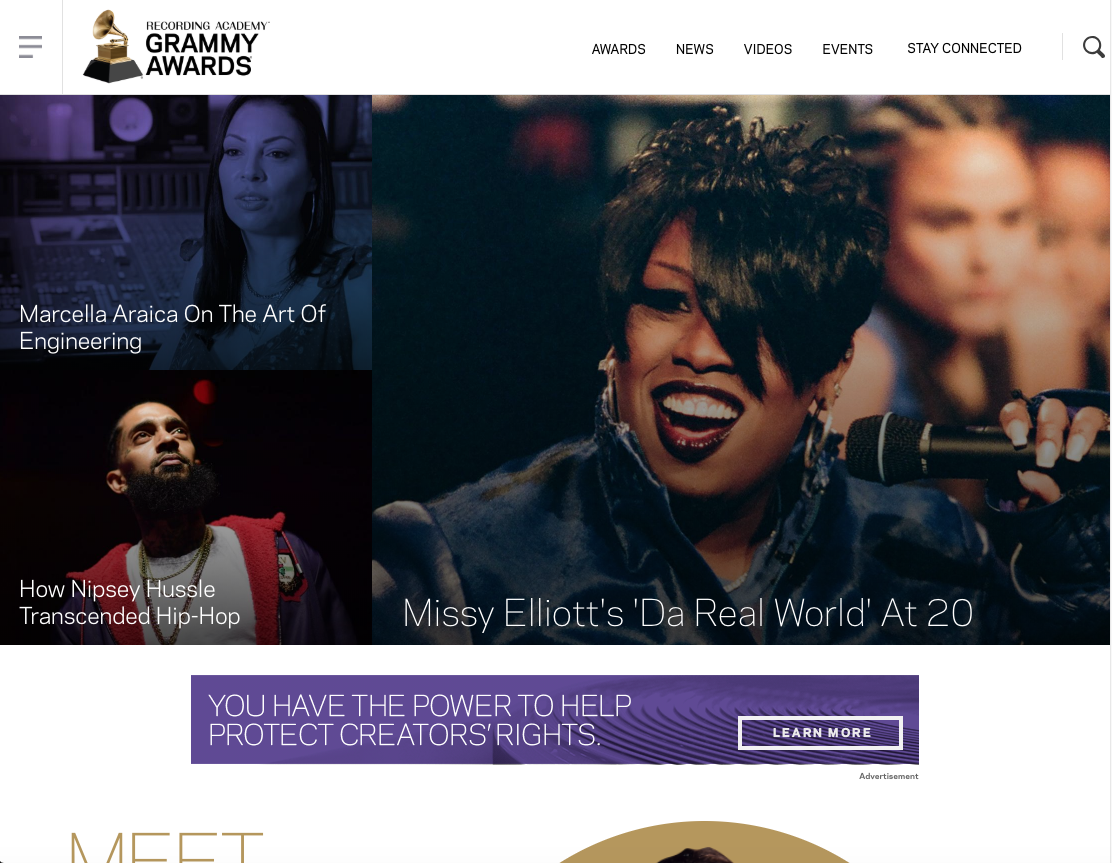 RECORDING ACADEMY™
GRAMMY
AWARDS
AWARDS NEWS VIDEOS EVENTS STAY CONNECTED
Marcella Araica On The Art Of
Engineering
How Nipsey Hussle
Transcended Hip-Hop
Missy Elliott's 'Da Real World' At 20
YOU HAVE THE POWER TO HELP
PROTECT CREATORS' RIGHTS.
LEARN MORE
Advertisement
MEET